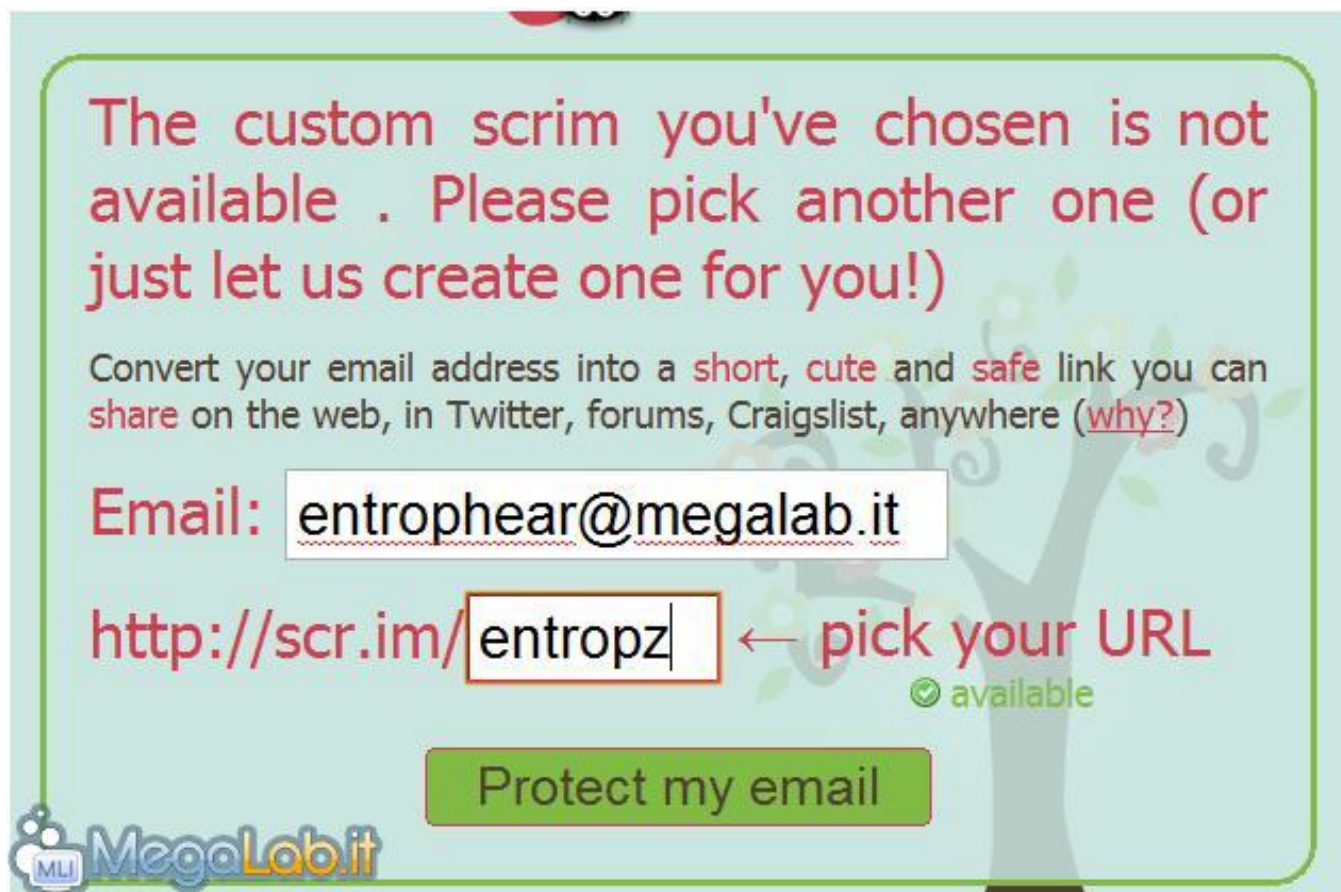 The custom scrim you've chosen is not
available . Please pick another one (or
just let us create one for you!)
Convert your email address into a short, cute and safe link you can
share on the web, in Twitter, forums, Craigslist, anywhere (why?)
Email: entrophear@megalab.it
http://scr.im/entropz ← pick your URL
available
Protect my email
MLI MegaLab.it